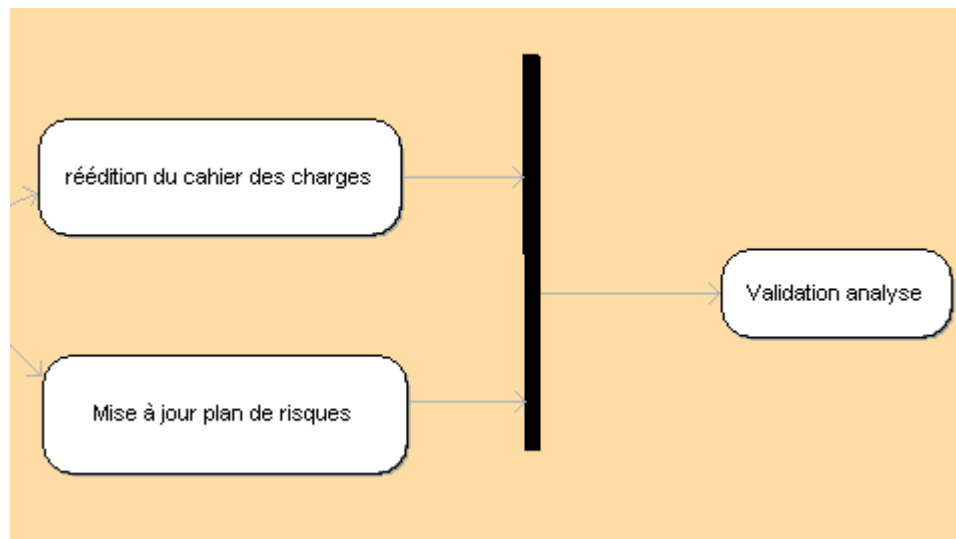 réédition du cahier des charges
Validation analyse
Mise à jour plan de risques